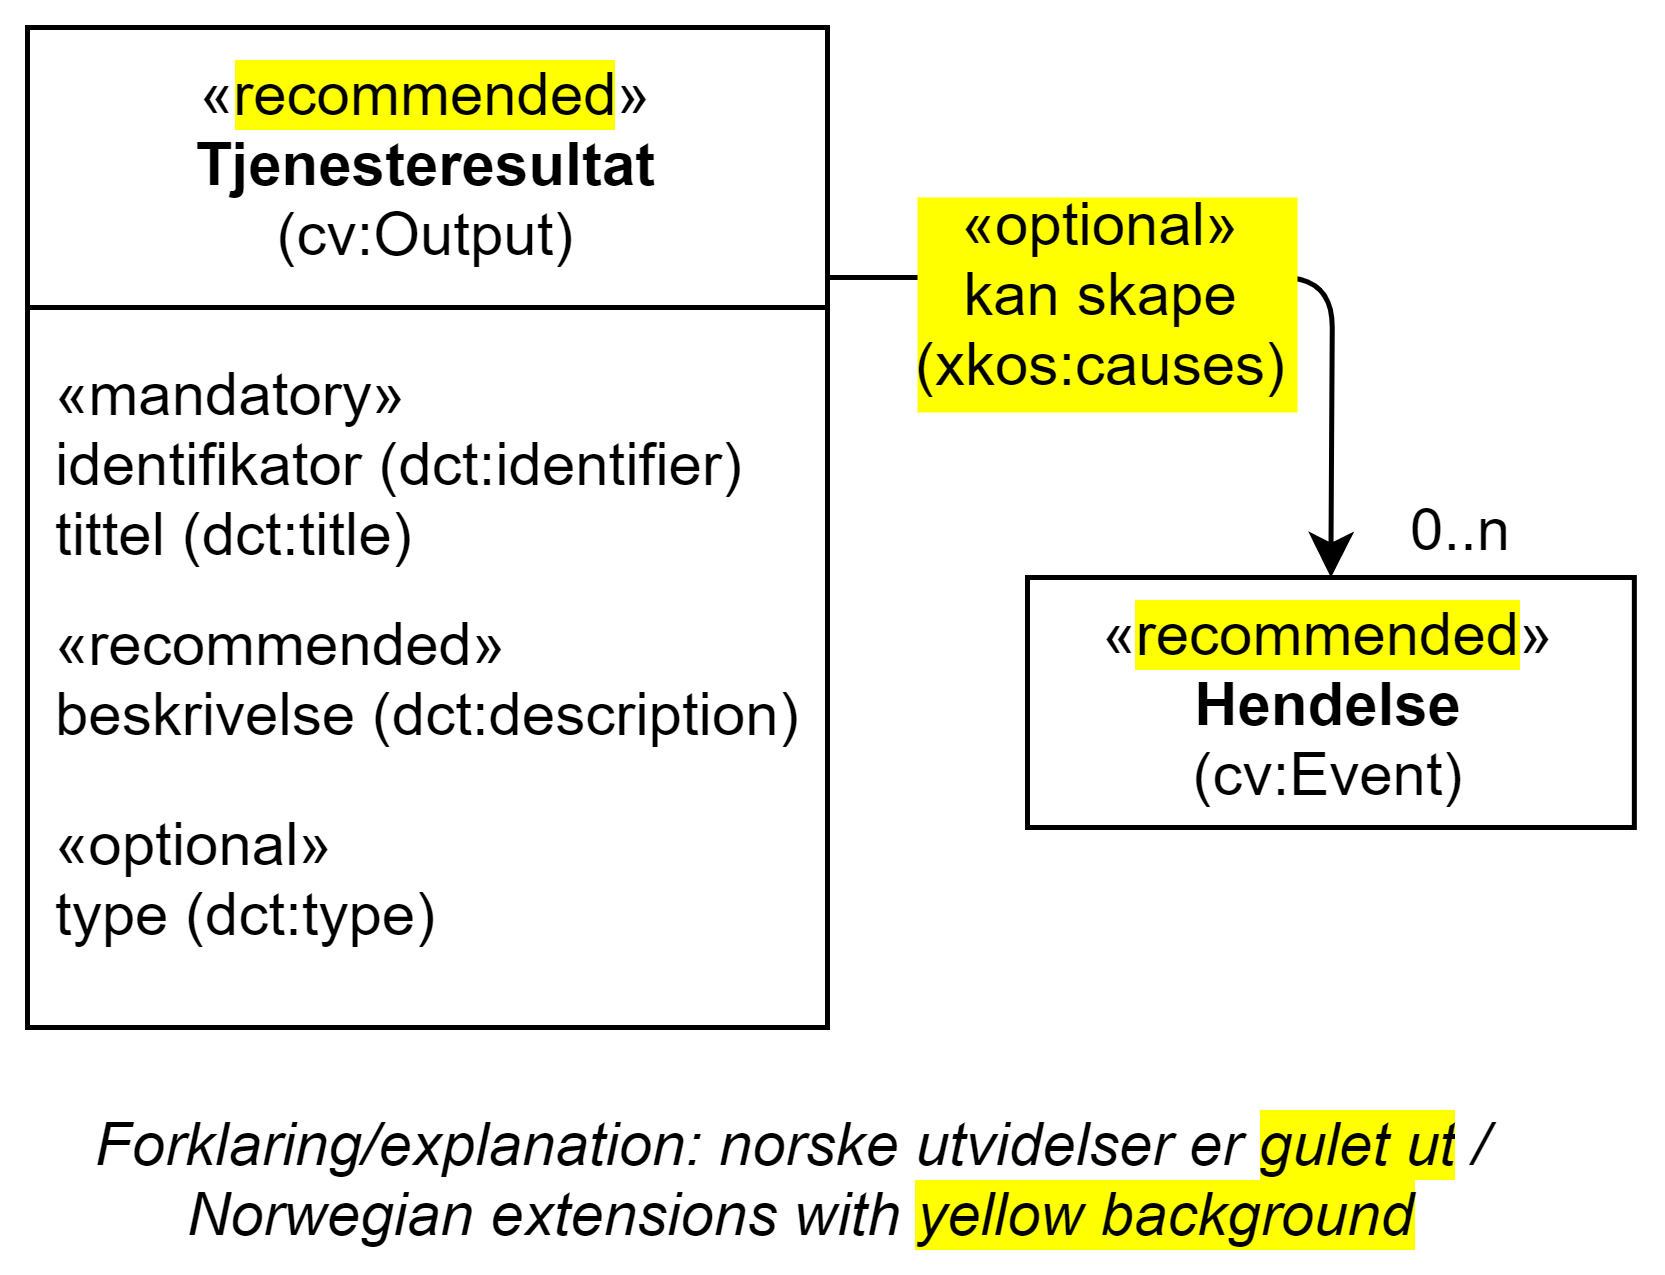 «recommended»
Tjenesteresultat
(cv:Output)
«mandatory»
identifikator (dct:identifier)
tittel (dct:title)
«recommended»
beskrivelse (dct:description)
«optional»
type (dct:type)
«optional»
kan skape
(xkos:causes)
0..n
«recommended»
Hendelse
(cv:Event)
Forklaring/explanation: norske utvidelser er gulet ut /
Norwegian extensions with yellow background